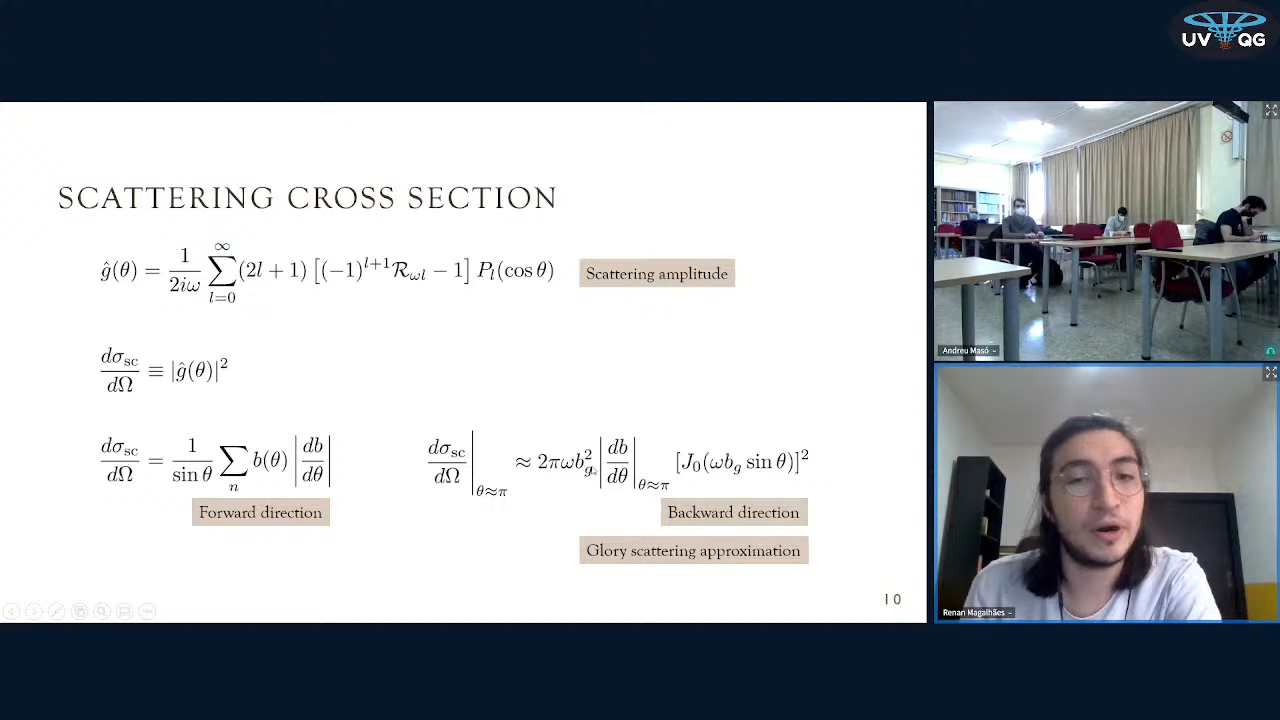 UV QG
SCATTERING CROSS SECTION
ĝ(θ) = 1/(2iω) ∑_{l=0}^{∞} (2l + 1) [(−1)^{l+1} ℛ_{ωl} − 1] P_l(cos θ)
Scattering amplitude
dσ_sc/dΩ ≡ |ĝ(θ)|²
dσ_sc/dΩ = 1/sin θ ∑_n b(θ) |db/dθ|
Forward direction
dσ_sc/dΩ|_{θ≈π} ≈ 2πωb_g² |db/dθ|_{θ≈π} [J_0(ωb_g sin θ)]²
Backward direction
Glory scattering approximation
10
Andreu Masó
Renan Magalhães